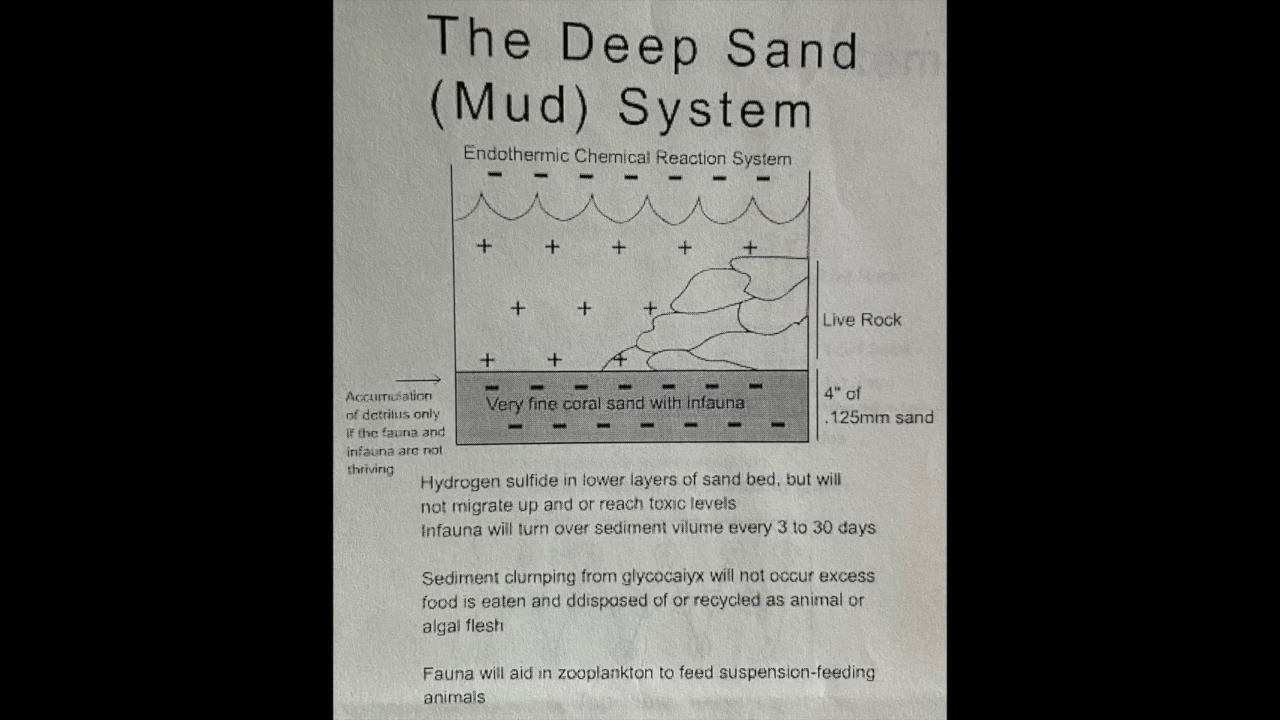 The Deep Sand
(Mud) System
Endothermic Chemical Reaction System
Live Rock
Accumulation
of detritus only
if the fauna and
infauna are not
thriving
Very fine coral sand with infauna
4" of
.125mm sand
Hydrogen sulfide in lower layers of sand bed, but will
not migrate up and or reach toxic levels
Infauna will turn over sediment vilume every 3 to 30 days
Sediment clumping from glycocalyx will not occur excess
food is eaten and ddisposed of or recycled as animal or
algal flesh
Fauna will aid in zooplankton to feed suspension-feeding
animals